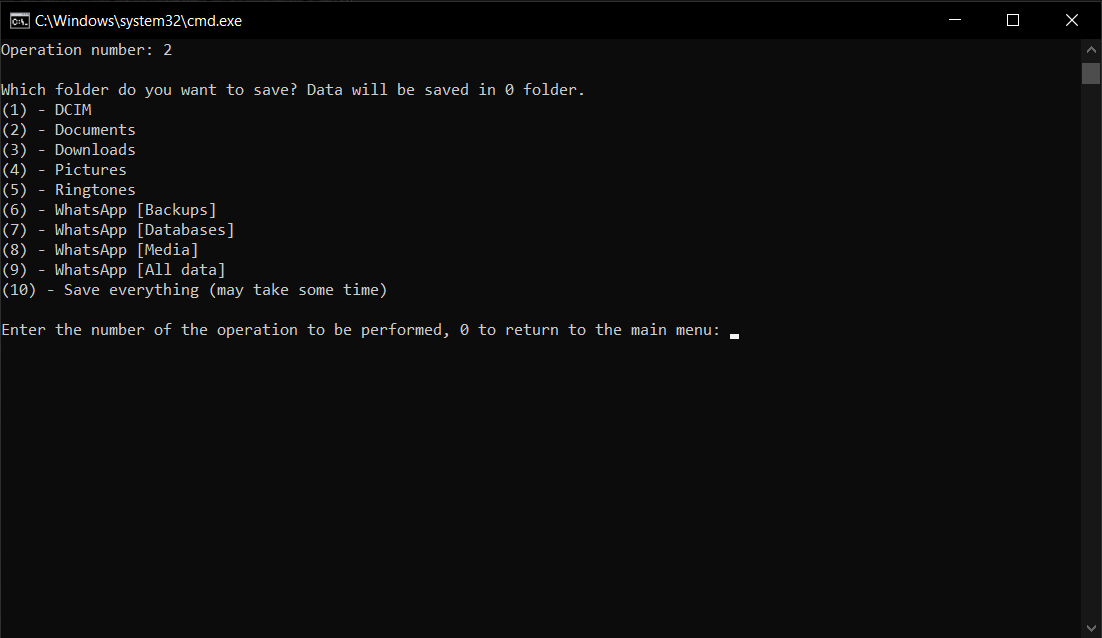 C:\Windows\system32\cmd.exe
Operation number: 2
Which folder do you want to save? Data will be saved in 0 folder.
(1) - DCIM
(2) - Documents
(3) - Downloads
(4) - Pictures
(5) - Ringtones
(6) - WhatsApp [Backups]
(7) - WhatsApp [Databases]
(8) - WhatsApp [Media]
(9) - WhatsApp [All data]
(10) - Save everything (may take some time)
Enter the number of the operation to be performed, 0 to return to the main menu: